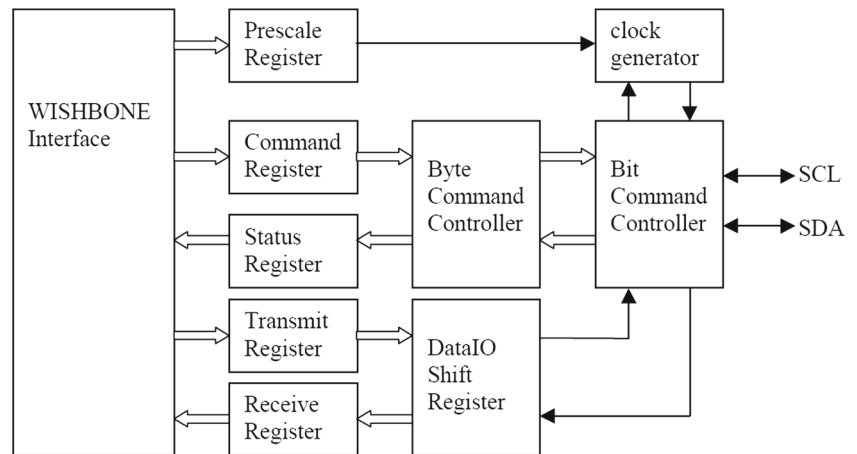 WISHBONE
Interface
Prescale
Register
clock
generator
Command
Register
Byte
Command
Controller
Bit
Command
Controller
SCL
SDA
Status
Register
Transmit
Register
DataIO
Shift
Register
Receive
Register